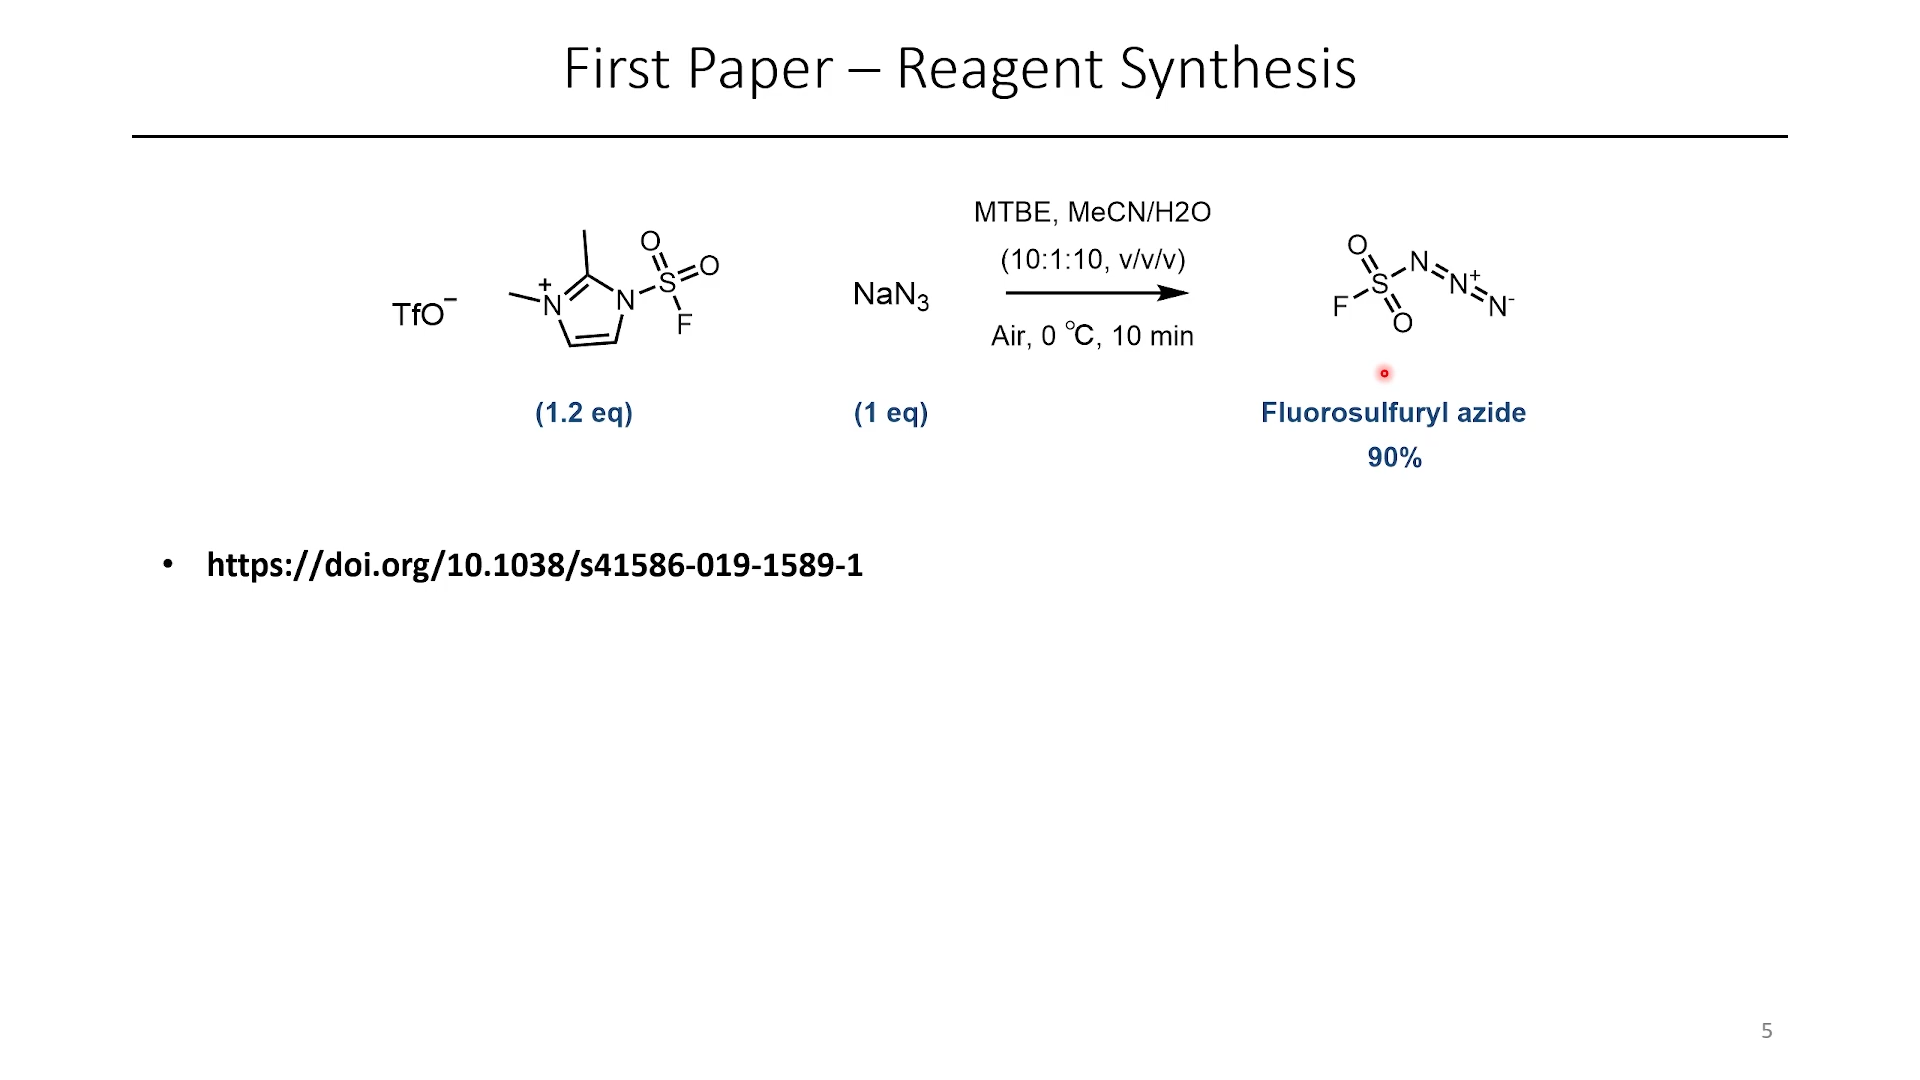 First Paper – Reagent Synthesis
MTBE, MeCN/H2O
(10:1:10, v/v/v)
Air, 0 ℃, 10 min
TfO⁻
N⁺
N
S
O
O
F
NaN₃
F
S
O
O
N
N⁺
N⁻
(1.2 eq)
(1 eq)
Fluorosulfuryl azide
90%
• https://doi.org/10.1038/s41586-019-1589-1
5